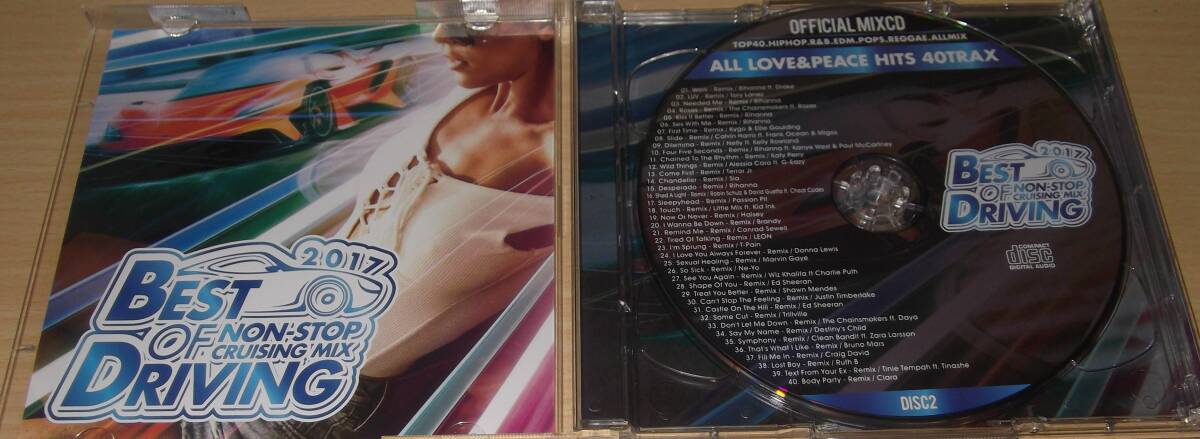 2017
BEST
OF NON-STOP
CRUISING MIX
DRIVING
OFFICIAL MIXCD
TOP40.HIPHOP.R&B.EDM.POPS.REGGAE.ALLMIX
ALL LOVE&PEACE HITS 40TRAX
01. Work - Remix / Rihanna ft. Drake
02. LUV - Remix / Tory Lanez
03. Needed Me - Remix / Rihanna
04. Roses - Remix / The Chainsmokers ft. Rozes
05. Kiss It Better - Remix / Rihanna
06. Sex With Me - Remix / Rihanna
07. First Time - Remix / Kygo & Ellie Goulding
08. Slide - Remix / Calvin Harris ft. Frank Ocean & Migos
09. Dilemma - Remix / Nelly ft. Kelly Rowland
10. Four Five Seconds - Remix / Rihanna ft. Kanye West & Paul McCartney
11. Chained To The Rhythm - Remix / Katy Perry
12. Wild Things - Remix / Alessia Cara ft. G-Eazy
13. Come First - Remix / Terror Jr
14. Chandelier - Remix / Sia
15. Desperado - Remix / Rihanna
16. Shed A Light - Remix / Robin Schulz & David Guetta ft. Cheat Codes
17. Sleepyhead - Remix / Passion Pit
18. Touch - Remix / Little Mix ft. Kid Ink
19. Now Or Never - Remix / Halsey
20. I Wanna Be Down - Remix / Brandy
21. Remind Me - Remix / Conrad Sewell
22. Tired Of Talking - Remix / LEON
23. I'm Sprung - Remix / T-Pain
24. I Love You Always Forever - Remix / Donna Lewis
25. Sexual Healing - Remix / Marvin Gaye
26. So Sick - Remix / Ne-Yo
27. See You Again - Remix / Wiz Khalifa ft Charlie Puth
28. Shape Of You - Remix / Ed Sheeran
29. Treat You Better - Remix / Shawn Mendes
30. Can't Stop The Feeling - Remix / Justin Timberlake
31. Castle On The Hill - Remix / Ed Sheeran
32. Some Cut - Remix / Trillville
33. Don't Let Me Down - Remix / The Chainsmokers ft. Daya
34. Say My Name - Remix / Destiny's Child
35. Symphony - Remix / Clean Bandit ft. Zara Larsson
36. That's What I Like - Remix / Bruno Mars
37. Fill Me In - Remix / Craig David
38. Lost Boy - Remix / Ruth B
39. Text From Your Ex - Remix / Tinie Tempah ft. Tinashe
40. Body Party - Remix / Ciara
2017
BEST
OF NON-STOP
CRUISING MIX
DRIVING
COMPACT
disc
DIGITAL AUDIO
DISC2